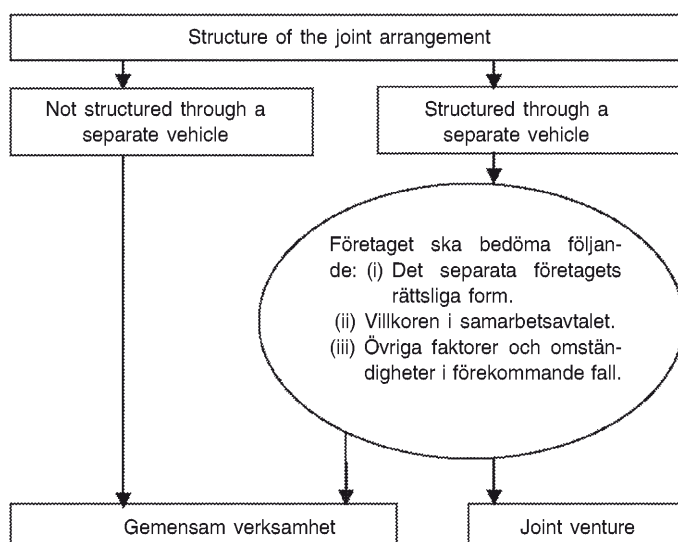 Structure of the joint arrangement
Not structured through a
separate vehicle
Structured through a
separate vehicle
Företaget ska bedöma följan-
de: (i) Det separata företagets
rättsliga form.
(ii) Villkoren i samarbetsavtalet.
(iii) Övriga faktorer och omstän-
digheter i förekommande fall.
Gemensam verksamhet
Joint venture